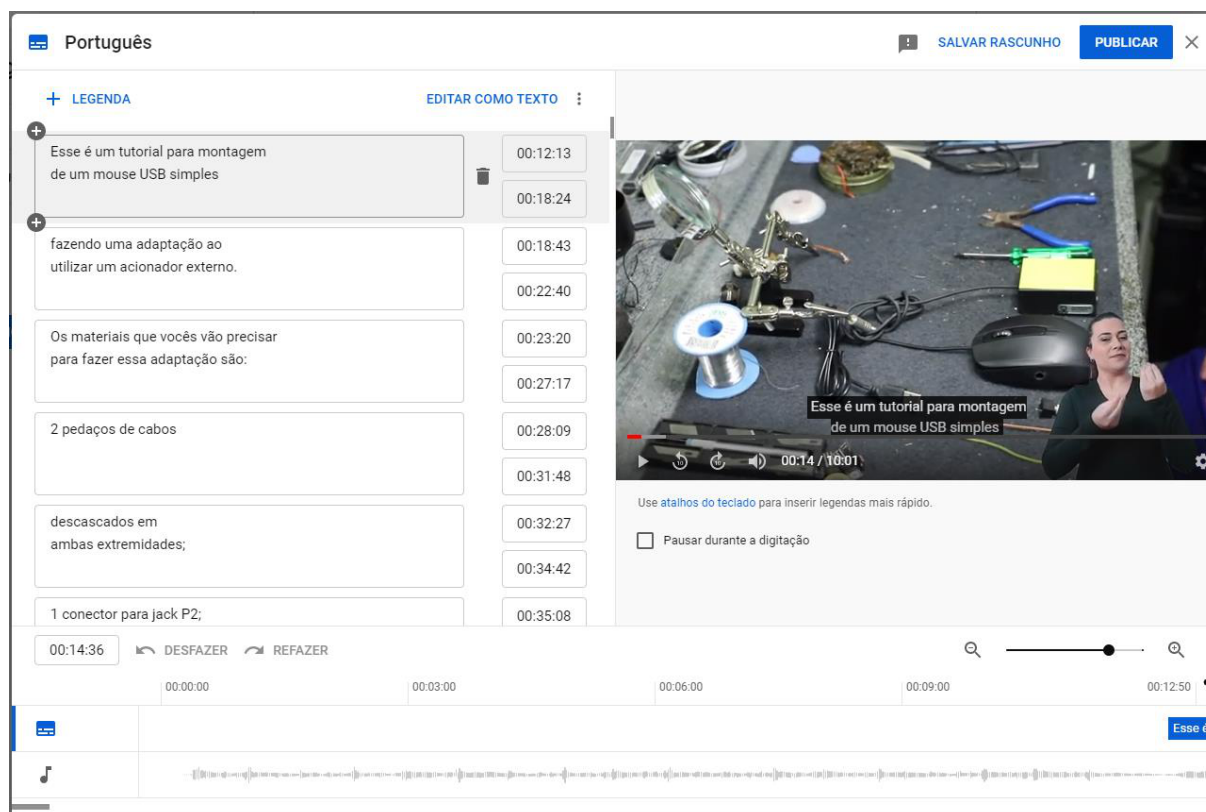 Português
SALVAR RASCUNHO
PUBLICAR
LEGENDA
EDITAR COMO TEXTO
Esse é um tutorial para montagem
de um mouse USB simples
00:12:13
00:18:24
fazendo uma adaptação ao
utilizar um acionador externo.
00:18:43
00:22:40
Os materiais que vocês vão precisar
para fazer essa adaptação são:
00:23:20
00:27:17
2 pedaços de cabos
00:28:09
00:31:48
descascados em
ambas extremidades;
00:32:27
00:34:42
1 conector para jack P2;
00:35:08
Esse é um tutorial para montagem
de um mouse USB simples
10
10
00:14 / 10:01
Use atalhos do teclado para inserir legendas mais rápido.
Pausar durante a digitação
00:14:36
DESFAZER
REFAZER
00:00:00
00:03:00
00:06:00
00:09:00
00:12:50
Esse é